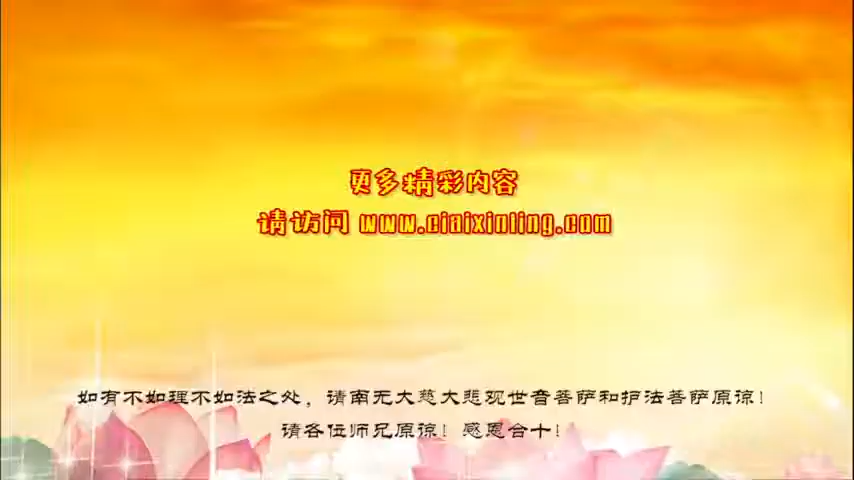 更多精彩内容
请访问 www.ciaixinling.com
如有不如理不如法之处，请南无大慈大悲观世音菩萨和护法菩萨原谅！
请各位师兄原谅！感恩合十！